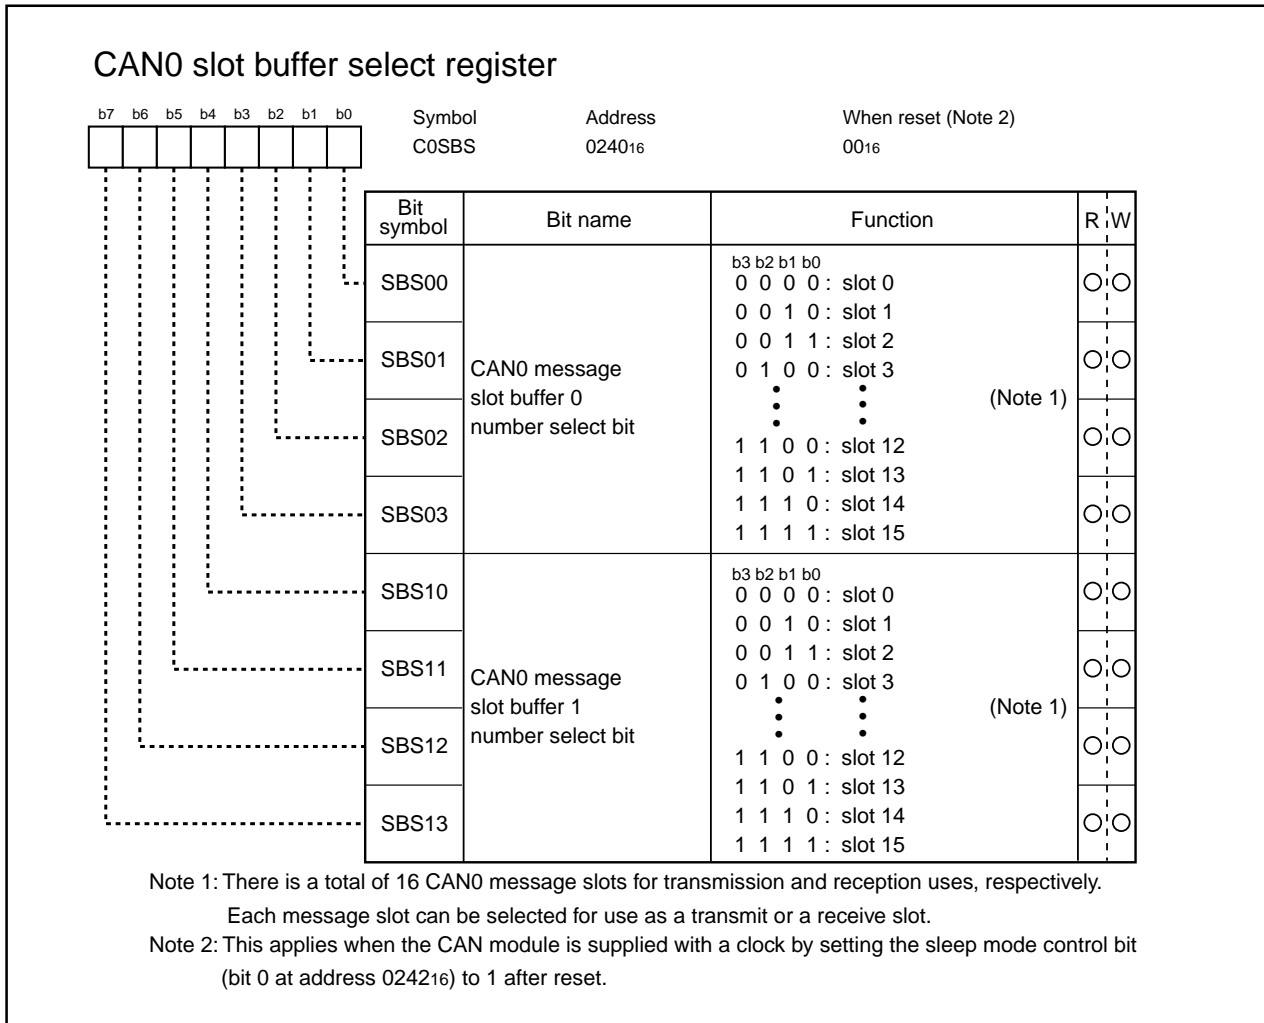 CAN0 slot buffer select register
b7 b6 b5 b4 b3 b2 b1 b0
Symbol Address When reset (Note 2)
C0SBS 024016 0016
Bit symbol Bit name Function R W
b3 b2 b1 b0
SBS00 0 0 0 0 : slot 0
0 0 1 0 : slot 1
0 0 1 1 : slot 2
SBS01 CAN0 message 0 1 0 0 : slot 3
slot buffer 0 (Note 1)
number select bit
SBS02 1 1 0 0 : slot 12
1 1 0 1 : slot 13
1 1 1 0 : slot 14
SBS03 1 1 1 1 : slot 15
b3 b2 b1 b0
SBS10 0 0 0 0 : slot 0
0 0 1 0 : slot 1
0 0 1 1 : slot 2
SBS11 CAN0 message 0 1 0 0 : slot 3
slot buffer 1 (Note 1)
number select bit
SBS12 1 1 0 0 : slot 12
1 1 0 1 : slot 13
1 1 1 0 : slot 14
SBS13 1 1 1 1 : slot 15
Note 1: There is a total of 16 CAN0 message slots for transmission and reception uses, respectively.
Each message slot can be selected for use as a transmit or a receive slot.
Note 2: This applies when the CAN module is supplied with a clock by setting the sleep mode control bit
(bit 0 at address 024216) to 1 after reset.